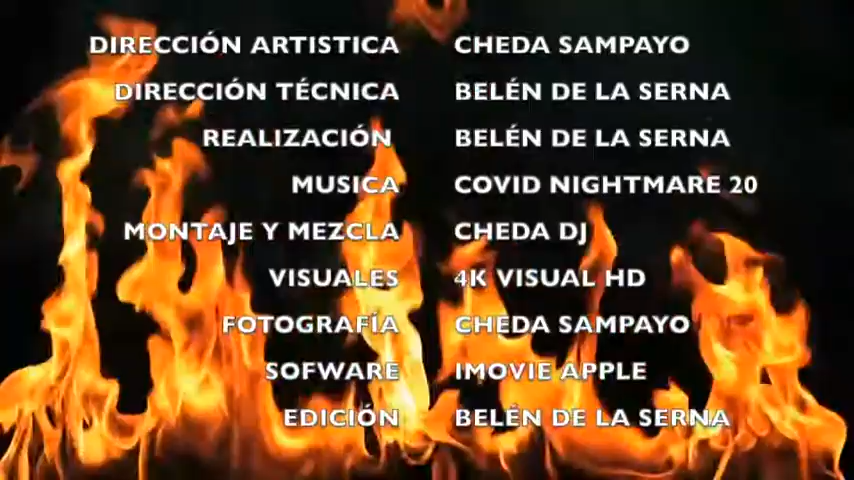 DIRECCIÓN ARTISTICA CHEDA SAMPAYO
DIRECCIÓN TÉCNICA BELÉN DE LA SERNA
REALIZACIÓN BELÉN DE LA SERNA
MUSICA COVID NIGHTMARE 20
MONTAJE Y MEZCLA CHEDA DJ
VISUALES 4K VISUAL HD
FOTOGRAFÍA CHEDA SAMPAYO
SOFWARE IMOVIE APPLE
EDICIÓN BELÉN DE LA SERNA